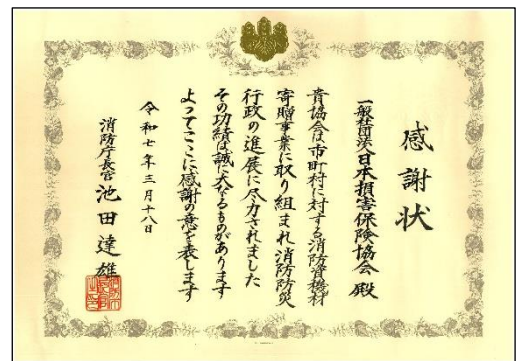 感謝状
一般社団法人日本損害保険協会 殿
貴協会は市町村に対する消防資機材
寄贈事業に取り組まれ消防防災
行政の進展に尽力されました
その功績は誠に大なるものがあります
よってここに感謝の意を表します
令和七年三月十八日
消防庁長官 池田達雄